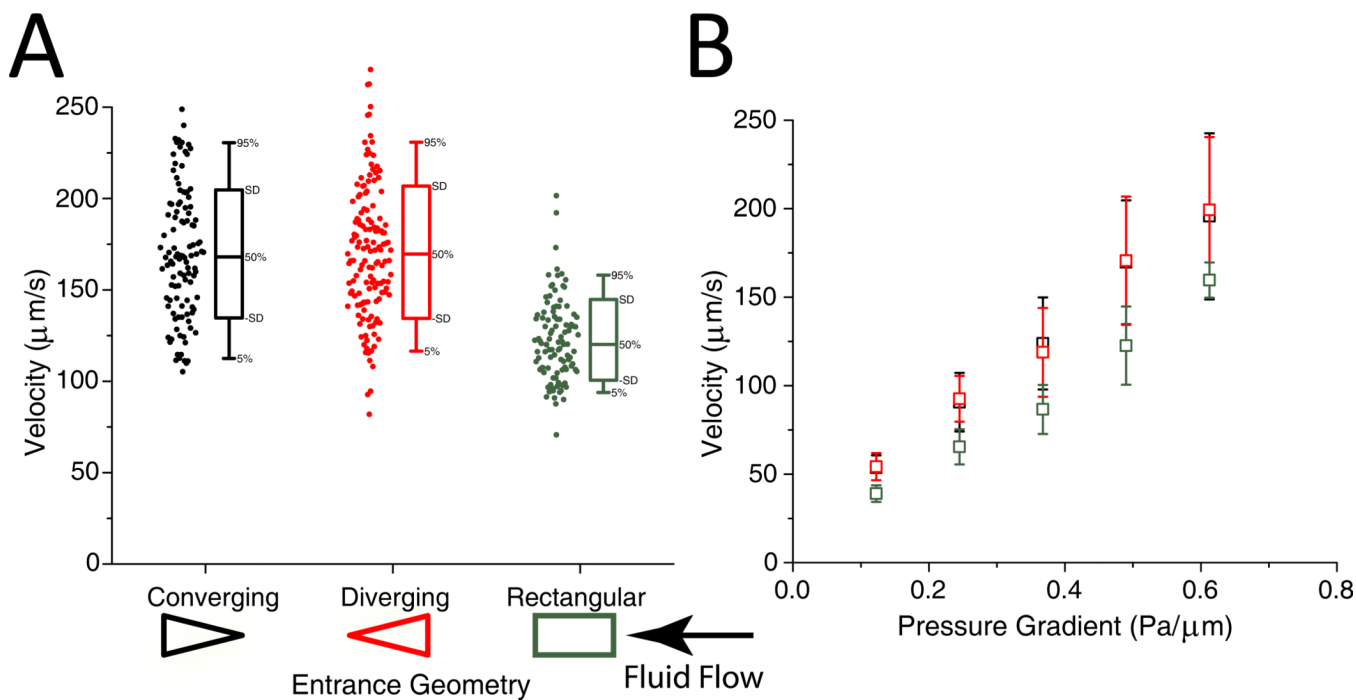 A
Velocity (μm/s)
250
200
150
100
50
0
95%
SD
50%
-SD
5%
95%
SD
50%
-SD
5%
95%
SD
50%
-SD
5%
Converging
Diverging
Rectangular
Entrance Geometry
Fluid Flow
B
Velocity (μm/s)
250
200
150
100
50
0
0.0 0.2 0.4 0.6 0.8
Pressure Gradient (Pa/μm)